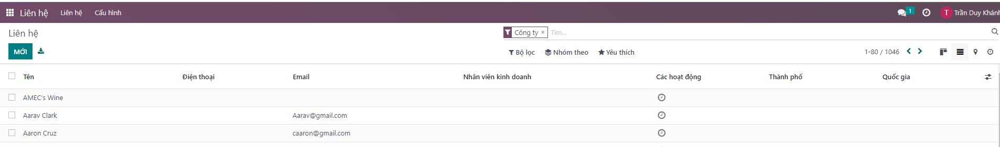 Liên hệ Liên hệ Cấu hình 1 T Trần Duy Khánh
Liên hệ Công ty × Tìm...
MỚI Bộ lọc Nhóm theo Yêu thích 1-80 / 1046
Tên Điện thoại Email Nhân viên kinh doanh Các hoạt động Thành phố Quốc gia
AMEC's Wine
Aarav Clark Aarav@gmail.com
Aaron Cruz caaron@gmail.com